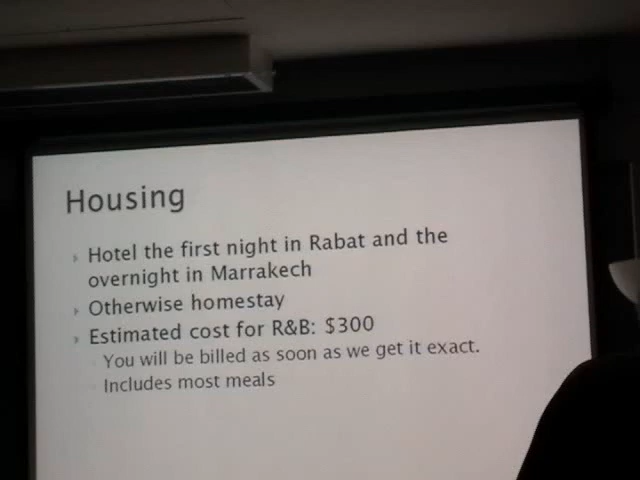 Housing
Hotel the first night in Rabat and the
overnight in Marrakech
Otherwise homestay
Estimated cost for R&B: $300
You will be billed as soon as we get it exact.
Includes most meals